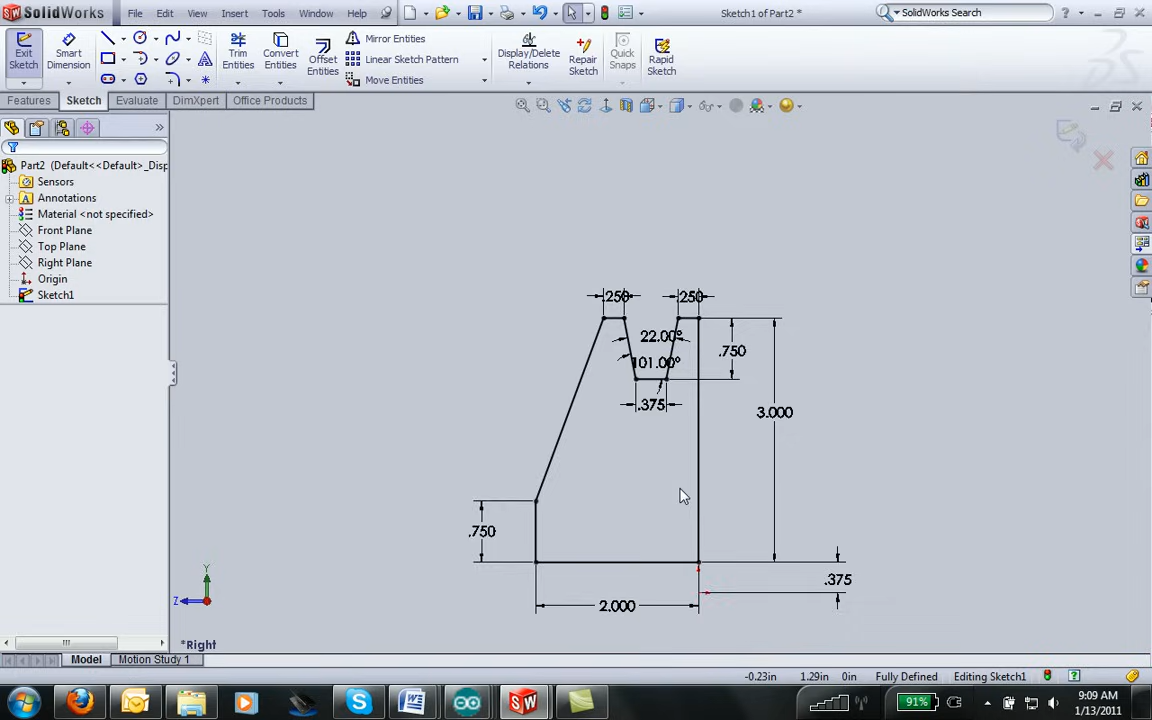 SolidWorks File Edit View Insert Tools Window Help Sketch1 of Part2 * SolidWorks Search
Exit Sketch Smart Dimension Trim Entities Convert Entities Offset Entities Mirror Entities Linear Sketch Pattern Move Entities Display/Delete Relations Repair Sketch Quick Snaps Rapid Sketch
Features Sketch Evaluate DimXpert Office Products
Part2 (Default<<Default>_Disp
Sensors
Annotations
Material <not specified>
Front Plane
Top Plane
Right Plane
Origin
Sketch1
.250 .250
22.00°
.750
101.00°
.375
3.000
.750
.375
2.000
Y
Z
*Right
Model Motion Study 1
-0.23in 1.29in 0in Fully Defined Editing Sketch1
91% 9:09 AM
1/13/2011